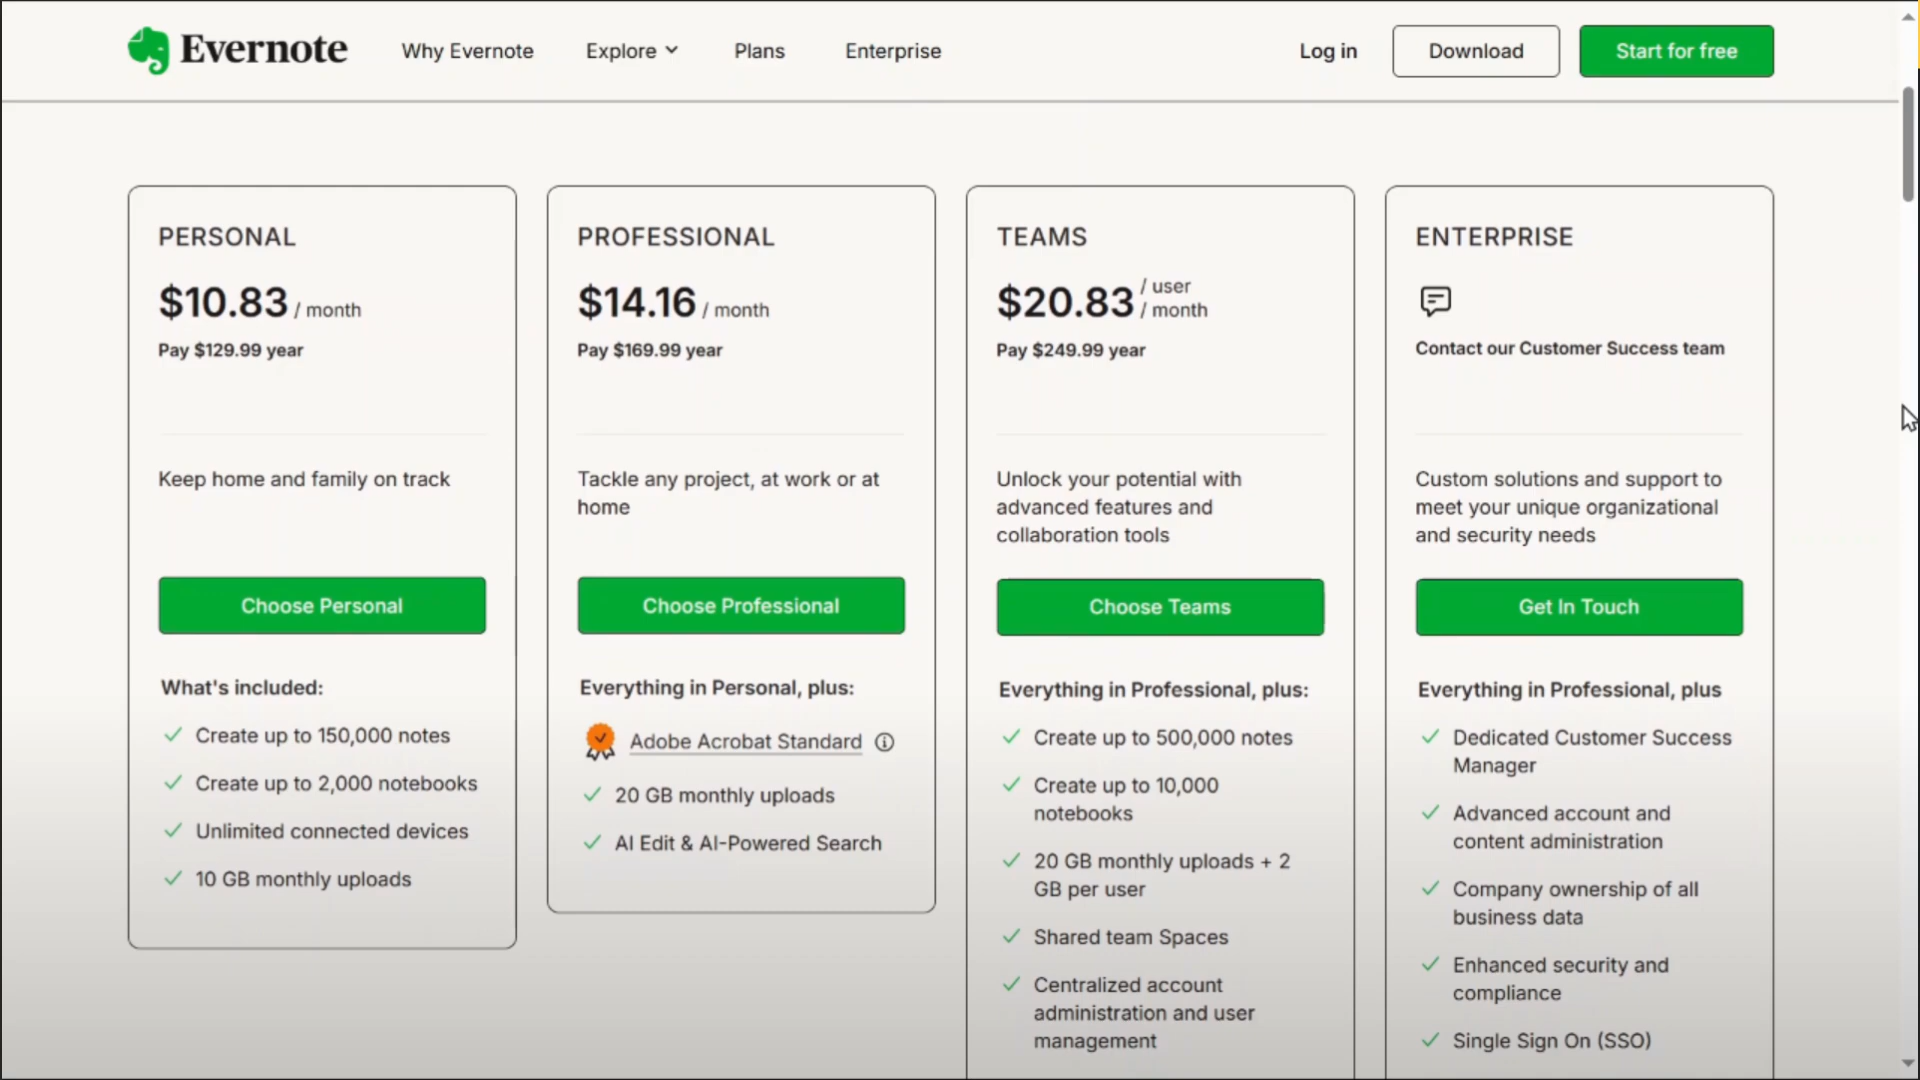 Evernote
Why Evernote
Explore
Plans
Enterprise
Log in
Download
Start for free
PERSONAL
$10.83 / month
Pay $129.99 year
Keep home and family on track
Choose Personal
What's included:
Create up to 150,000 notes
Create up to 2,000 notebooks
Unlimited connected devices
10 GB monthly uploads
PROFESSIONAL
$14.16 / month
Pay $169.99 year
Tackle any project, at work or at
home
Choose Professional
Everything in Personal, plus:
Adobe Acrobat Standard
20 GB monthly uploads
AI Edit & AI-Powered Search
TEAMS
$20.83 / user
/ month
Pay $249.99 year
Unlock your potential with
advanced features and
collaboration tools
Choose Teams
Everything in Professional, plus:
Create up to 500,000 notes
Create up to 10,000
notebooks
20 GB monthly uploads + 2
GB per user
Shared team Spaces
Centralized account
administration and user
management
ENTERPRISE
Contact our Customer Success team
Custom solutions and support to
meet your unique organizational
and security needs
Get In Touch
Everything in Professional, plus
Dedicated Customer Success
Manager
Advanced account and
content administration
Company ownership of all
business data
Enhanced security and
compliance
Single Sign On (SSO)